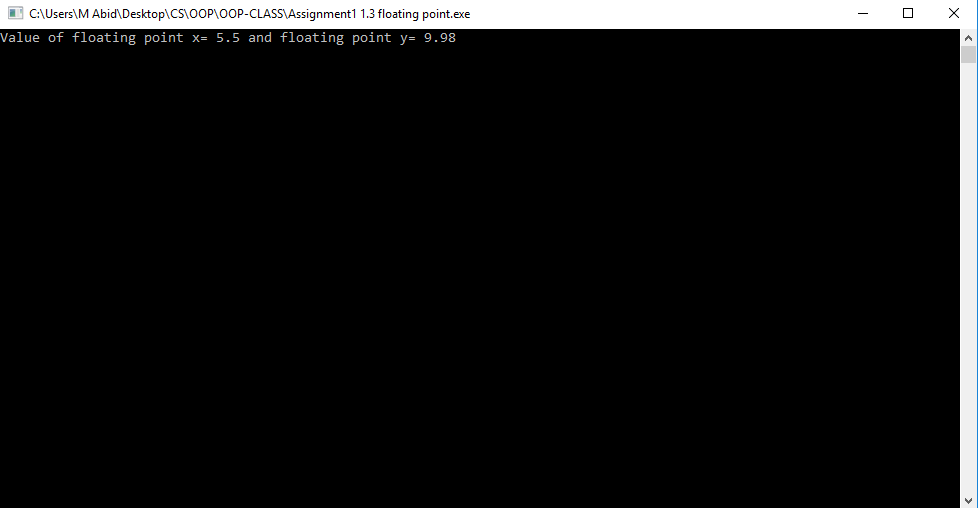 C:\Users\M Abid\Desktop\CS\OOP\OOP-CLASS\Assignment1 1.3 floating point.exe
Value of floating point x= 5.5 and floating point y= 9.98